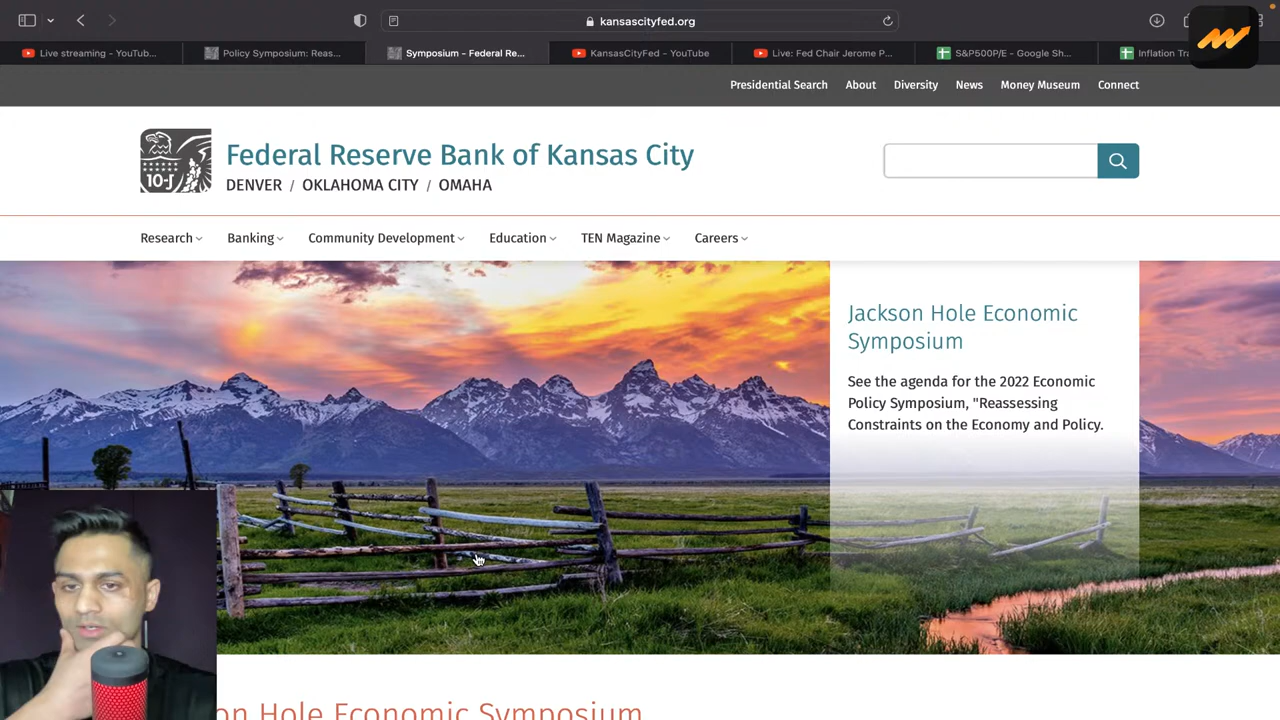 kansascityfed.org
Live streaming - YouTub...
Policy Symposium: Reas...
Symposium – Federal Re...
KansasCityFed - YouTube
Live: Fed Chair Jerome P...
S&P500P/E - Google Sh...
Inflation Tra
Presidential Search
About
Diversity
News
Money Museum
Connect
10-J
Federal Reserve Bank of Kansas City
DENVER / OKLAHOMA CITY / OMAHA
Research
Banking
Community Development
Education
TEN Magazine
Careers
Jackson Hole Economic
Symposium
See the agenda for the 2022 Economic
Policy Symposium, "Reassessing
Constraints on the Economy and Policy.
on Hole Economic Symposium